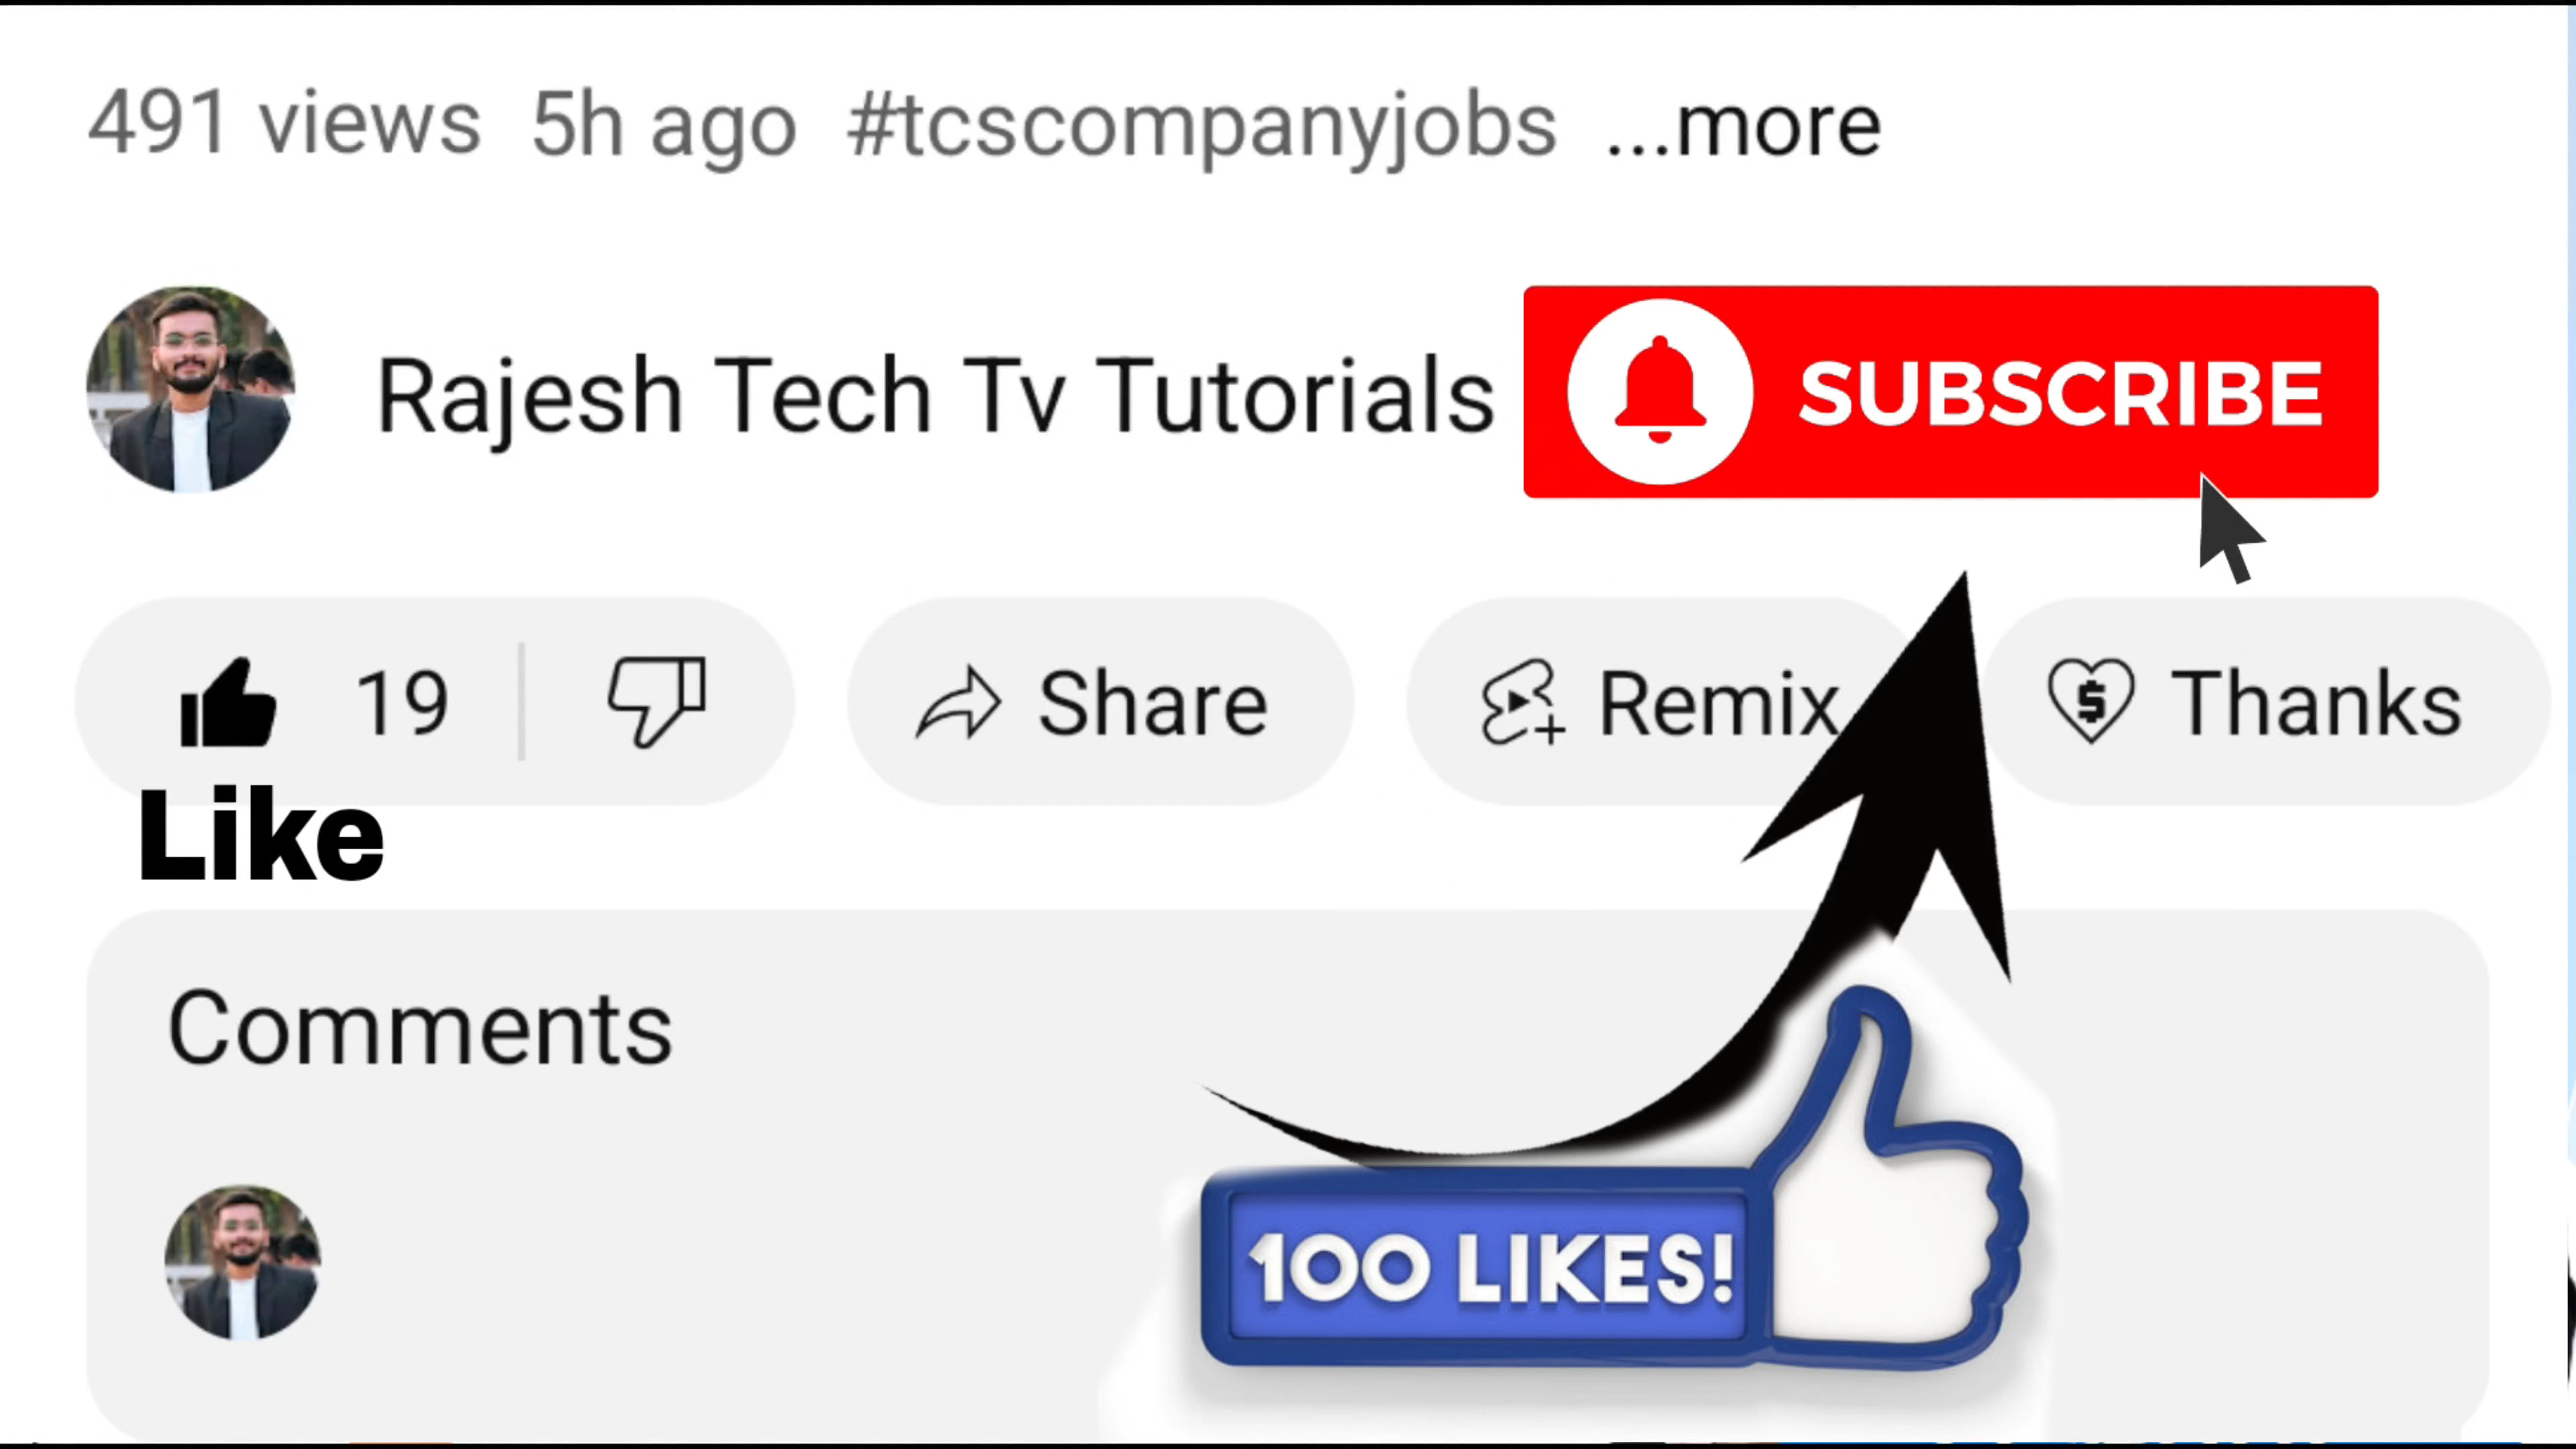 491 views 5h ago #tcscompanyjobs ...more
Rajesh Tech Tv Tutorials SUBSCRIBE
19 Share Remix Thanks
Like
Comments
100 LIKES!